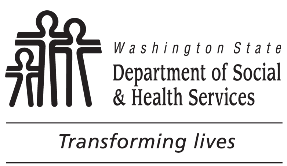 Washington State
Department of Social
& Health Services
Transforming lives